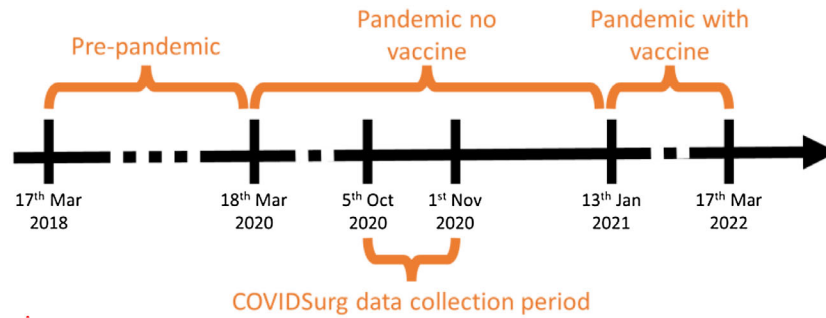 Pre-pandemic
Pandemic no
vaccine
Pandemic with
vaccine
17th Mar
2018
18th Mar
2020
5th Oct
2020
1st Nov
2020
13th Jan
2021
17th Mar
2022
COVIDSurg data collection period